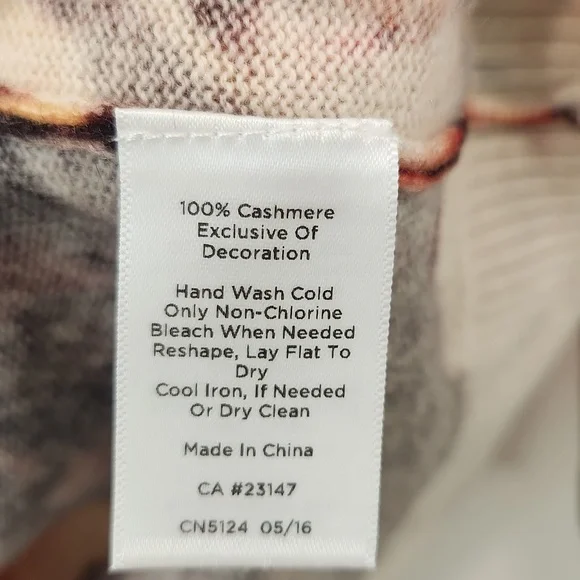 100% Cashmere
Exclusive Of
Decoration
Hand Wash Cold
Only Non-Chlorine
Bleach When Needed
Reshape, Lay Flat To
Dry
Cool Iron, If Needed
Or Dry Clean
Made In China
CA #23147
CN5124 05/16